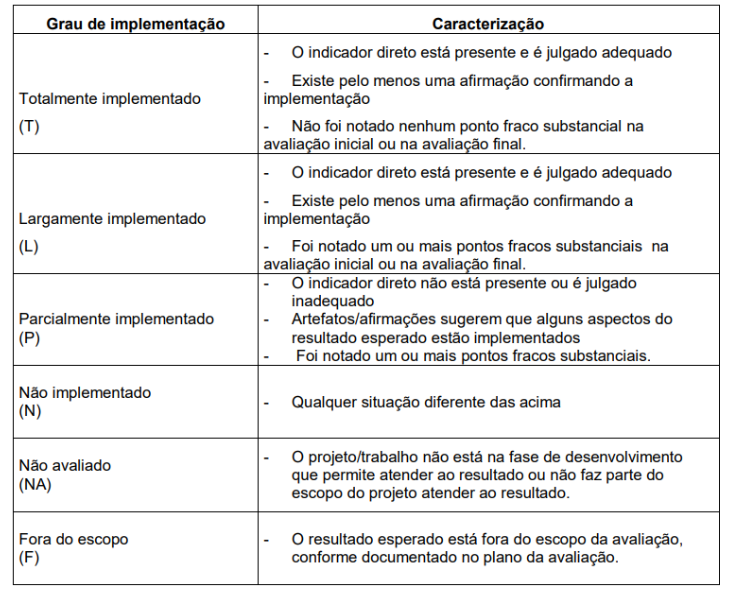 Grau de implementação
Caracterização
Totalmente implementado
(T)
- O indicador direto está presente e é julgado adequado
- Existe pelo menos uma afirmação confirmando a
implementação
- Não foi notado nenhum ponto fraco substancial na
avaliação inicial ou na avaliação final.
Largamente implementado
(L)
- O indicador direto está presente e é julgado adequado
- Existe pelo menos uma afirmação confirmando a
implementação
- Foi notado um ou mais pontos fracos substanciais na
avaliação inicial ou na avaliação final.
Parcialmente implementado
(P)
- O indicador direto não está presente ou é julgado
inadequado
- Artefatos/afirmações sugerem que alguns aspectos do
resultado esperado estão implementados
- Foi notado um ou mais pontos fracos substanciais.
Não implementado
(N)
- Qualquer situação diferente das acima
Não avaliado
(NA)
- O projeto/trabalho não está na fase de desenvolvimento
que permite atender ao resultado ou não faz parte do
escopo do projeto atender ao resultado.
Fora do escopo
(F)
- O resultado esperado está fora do escopo da avaliação,
conforme documentado no plano da avaliação.